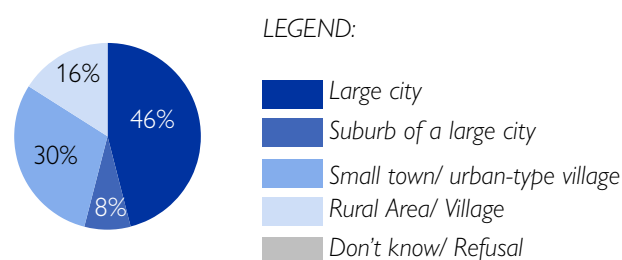 LEGEND:
16%
46%
30%
8%
Large city
Suburb of a large city
Small town/ urban-type village
Rural Area/ Village
Don't know/ Refusal